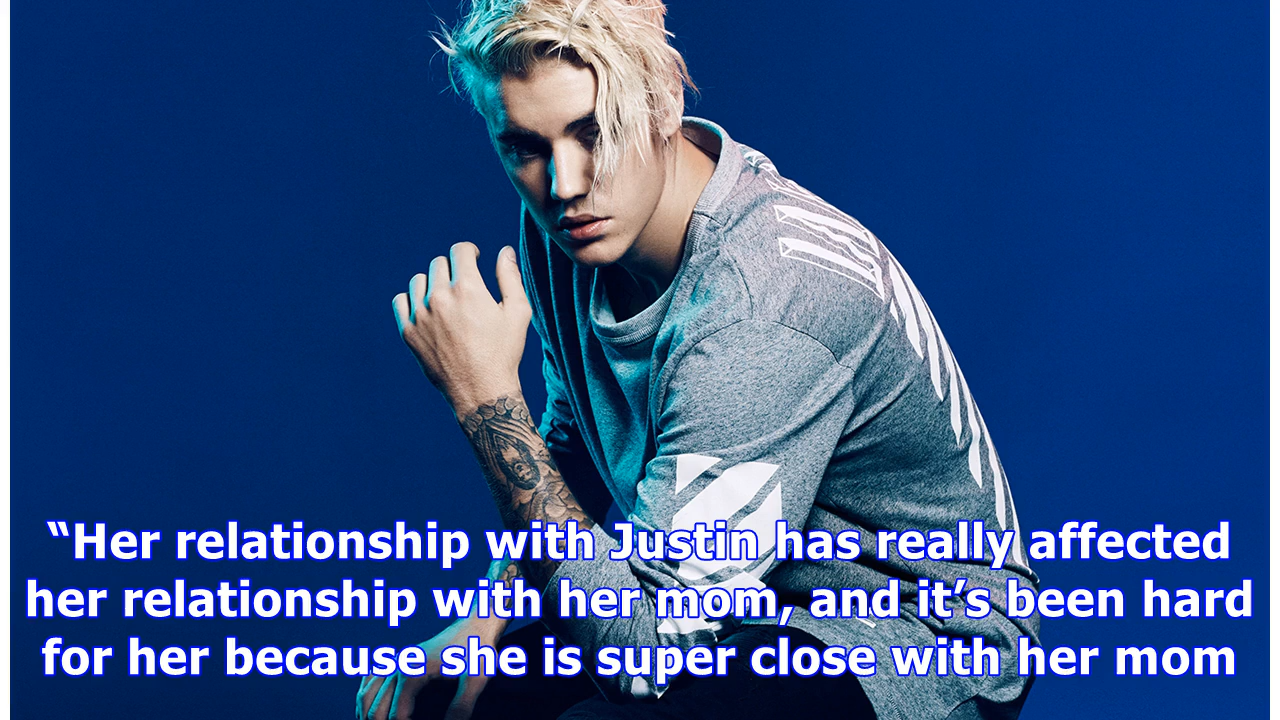 “Her relationship with Justin has really affected
her relationship with her mom, and it’s been hard
for her because she is super close with her mom